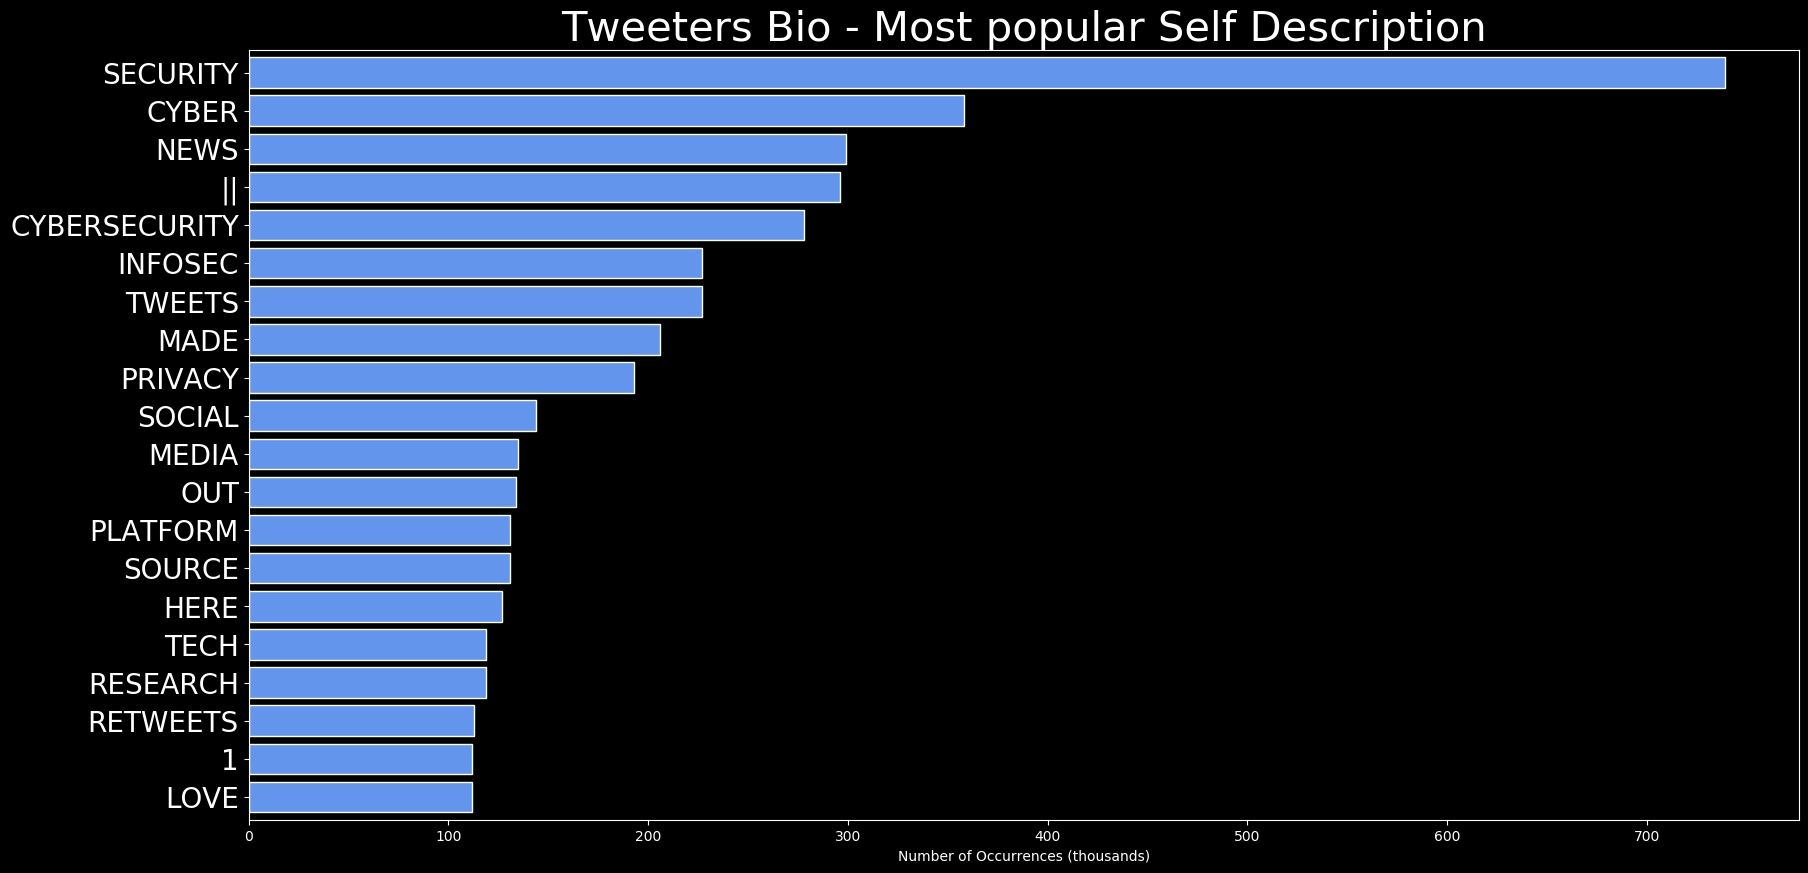 Tweeters Bio - Most popular Self Description
SECURITY
CYBER
NEWS
||
CYBERSECURITY
INFOSEC
TWEETS
MADE
PRIVACY
SOCIAL
MEDIA
OUT
PLATFORM
SOURCE
HERE
TECH
RESEARCH
RETWEETS
1
LOVE
0 100 200 300 400 500 600 700
Number of Occurrences (thousands)